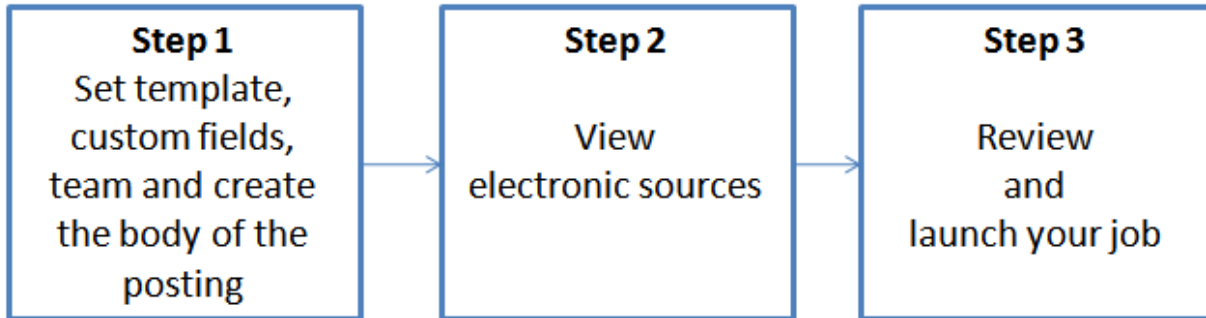 Step 1
Set template,
custom fields,
team and create
the body of the
posting
Step 2
View
electronic sources
Step 3
Review
and
launch your job